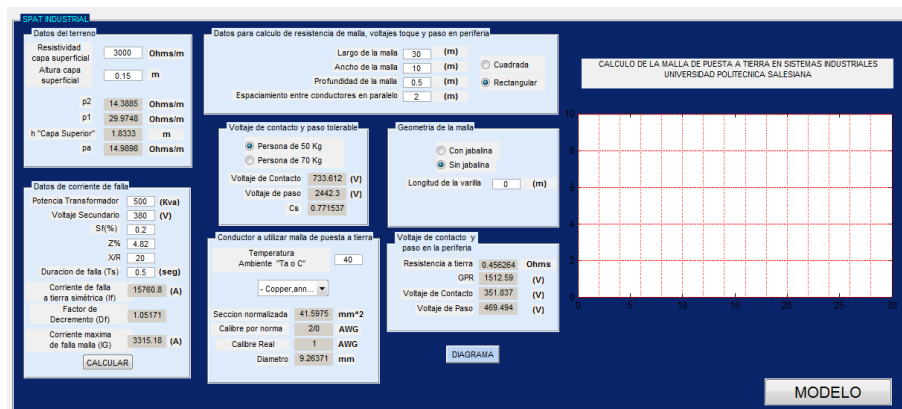 SPAT INDUSTRIAL
Datos del terreno
Resistividad
capa superficial 3000 Ohms/m
Altura capa
superficial 0.15 m
p2 14.3885 Ohms/m
p1 29.9748 Ohms/m
h "Capa Superior" 1.8333 m
pa 14.9898 Ohms/m
Datos de corriente de falla
Potencia Transformador 500 (Kva)
Voltaje Secundario 380 (V)
Sf(%) 0.2
Z% 4.82
X/R 20
Duracion de falla (Ts) 0.5 (seg)
Corriente de falla
a tierra simétrica (If) 15760.8 (A)
Factor de
Decremento (Df) 1.05171
Corriente maxima
de falla malla (IG) 3315.18 (A)
CALCULAR
Datos para calculo de resistencia de malla, voltajes toque y paso en periferia
Largo de la malla 30 (m)
Ancho de la malla 10 (m)
Profundidad de la malla 0.5 (m)
Espaciamiento entre conductores en paralelo 2 (m)
Cuadrada
Rectangular
Voltaje de contacto y paso tolerable
Persona de 50 Kg
Persona de 70 Kg
Voltaje de Contacto 733.612 (V)
Voltaje de paso 2442.3 (V)
Cs 0.771537
Geometria de la malla
Con jabalina
Sin jabalina
Longitud de la varilla 0 (m)
Conductor a utilizar malla de puesta a tierra
Temperatura
Ambiente "Ta o C" 40
- Copper,ann...
Seccion normalizada 41.5975 mm^2
Calibre por norma 2/0 AWG
Calibre Real 1 AWG
Diametro 9.26371 mm
Voltaje de contacto y
paso en la periferia
Resistencia a tierra 0.456264 Ohms
GPR 1512.59 (V)
Voltaje de Contacto 351.837 (V)
Voltaje de Paso 469.494 (V)
DIAGRAMA
CALCULO DE LA MALLA DE PUESTA A TIERRA EN SISTEMAS INDUSTRIALES
UNIVERSIDAD POLITECNICA SALESIANA
10
8
6
4
2
0
0 5 10 15 20 25 30
MODELO